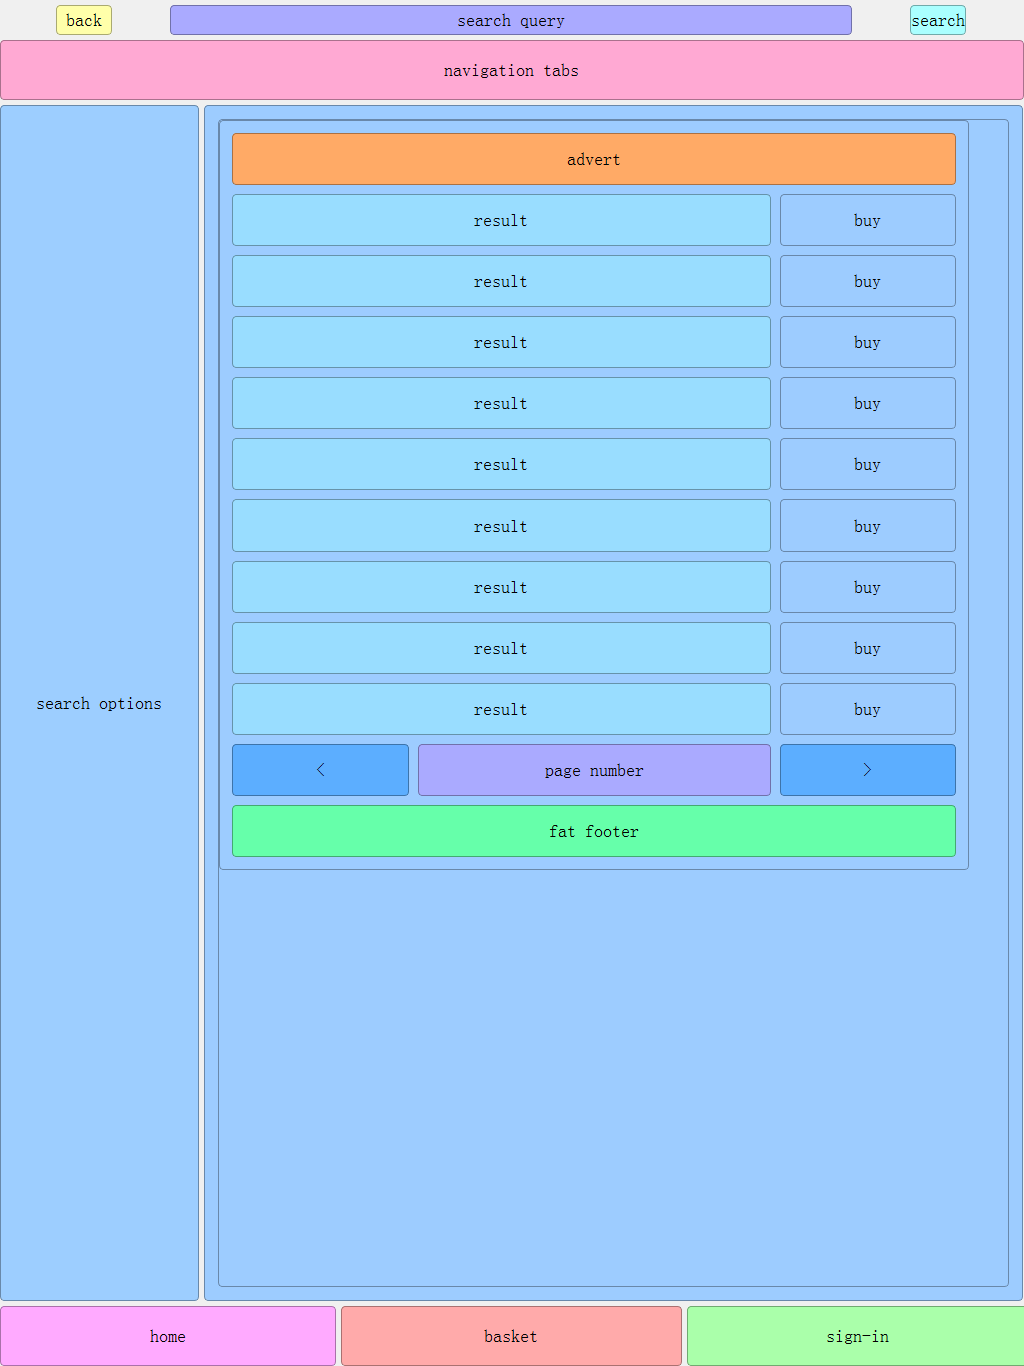 back
search query
search
navigation tabs
search options
advert
result
buy
result
buy
result
buy
result
buy
result
buy
result
buy
result
buy
result
buy
result
buy
<
page number
>
fat footer
home
basket
sign-in